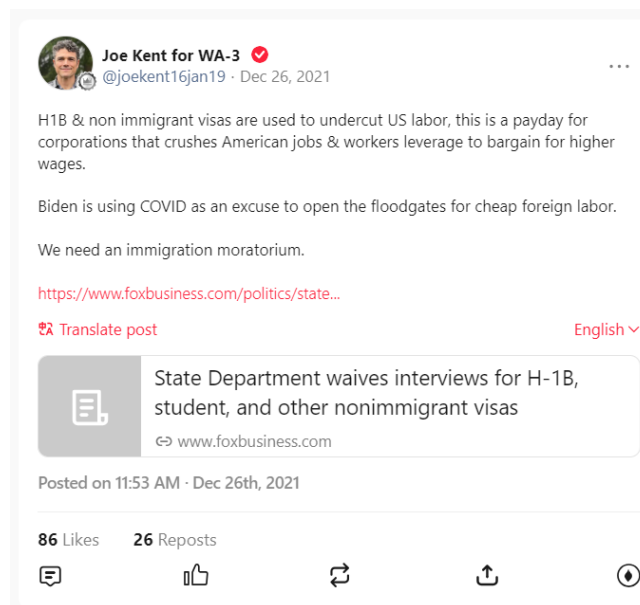 Joe Kent for WA-3
@joekent16jan19 · Dec 26, 2021
H1B & non immigrant visas are used to undercut US labor, this is a payday for
corporations that crushes American jobs & workers leverage to bargain for higher
wages.
Biden is using COVID as an excuse to open the floodgates for cheap foreign labor.
We need an immigration moratorium.
https://www.foxbusiness.com/politics/state...
Translate post
English
State Department waives interviews for H-1B,
student, and other nonimmigrant visas
www.foxbusiness.com
Posted on 11:53 AM · Dec 26th, 2021
86 Likes 26 Reposts